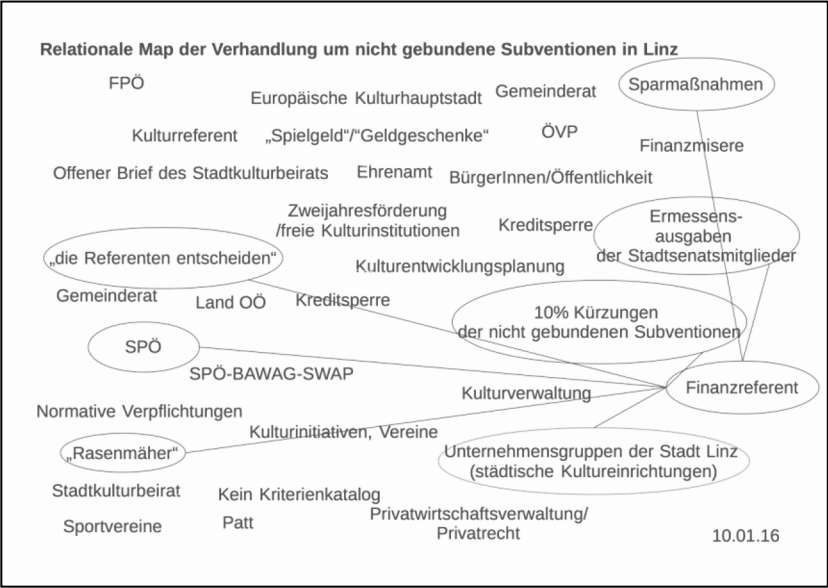 Relationale Map der Verhandlung um nicht gebundene Subventionen in Linz
FPÖ
Europäische Kulturhauptstadt
Gemeinderat
Sparmaßnahmen
Kulturreferent
„Spielgeld“/“Geldgeschenke“
ÖVP
Finanzmisere
Offener Brief des Stadtkulturbeirats
Ehrenamt
BürgerInnen/Öffentlichkeit
Zweijahresförderung
/freie Kulturinstitutionen
Kreditsperre
Ermessens-
ausgaben
der Stadtsenatsmitglieder
„die Referenten entscheiden“
Kulturentwicklungsplanung
Gemeinderat
Land OÖ
Kreditsperre
10% Kürzungen
der nicht gebundenen Subventionen
SPÖ
SPÖ-BAWAG-SWAP
Finanzreferent
Kulturverwaltung
Normative Verpflichtungen
Kulturinitiativen, Vereine
„Rasenmäher“
Unternehmensgruppen der Stadt Linz
(städtische Kultureinrichtungen)
Stadtkulturbeirat
Kein Kriterienkatalog
Sportvereine
Patt
Privatwirtschaftsverwaltung/
Privatrecht
10.01.16